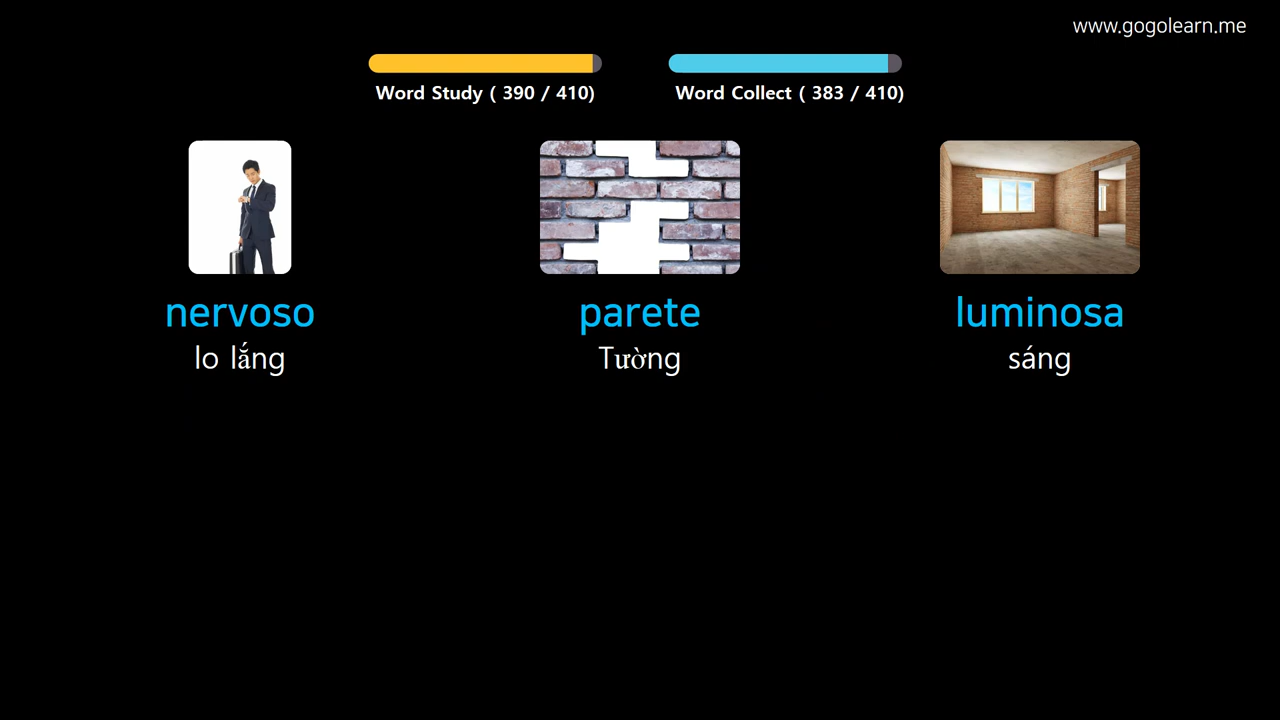 www.gogolearn.me
Word Study ( 390 / 410)
Word Collect ( 383 / 410)
nervoso
parete
luminosa
lo lắng
Tường
sáng